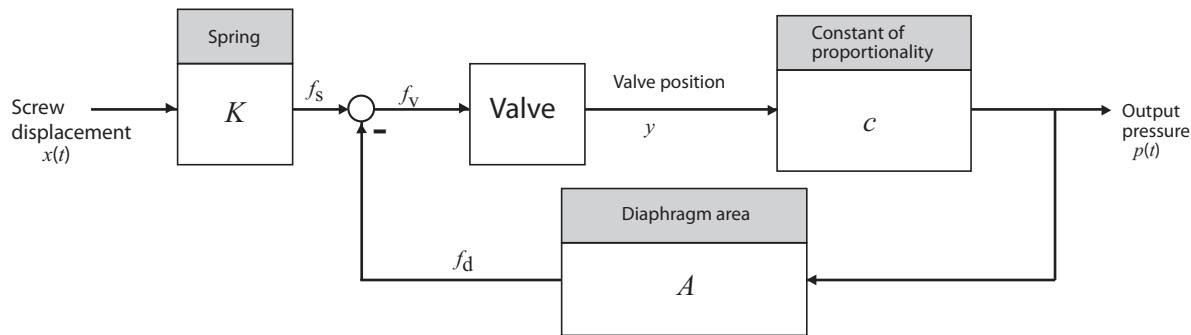 Spring
Constant of
proportionality
Screw
displacement
x(t)
K
fs
fv
Valve
Valve position
y
c
Output
pressure
p(t)
-
Diaphragm area
fd
A